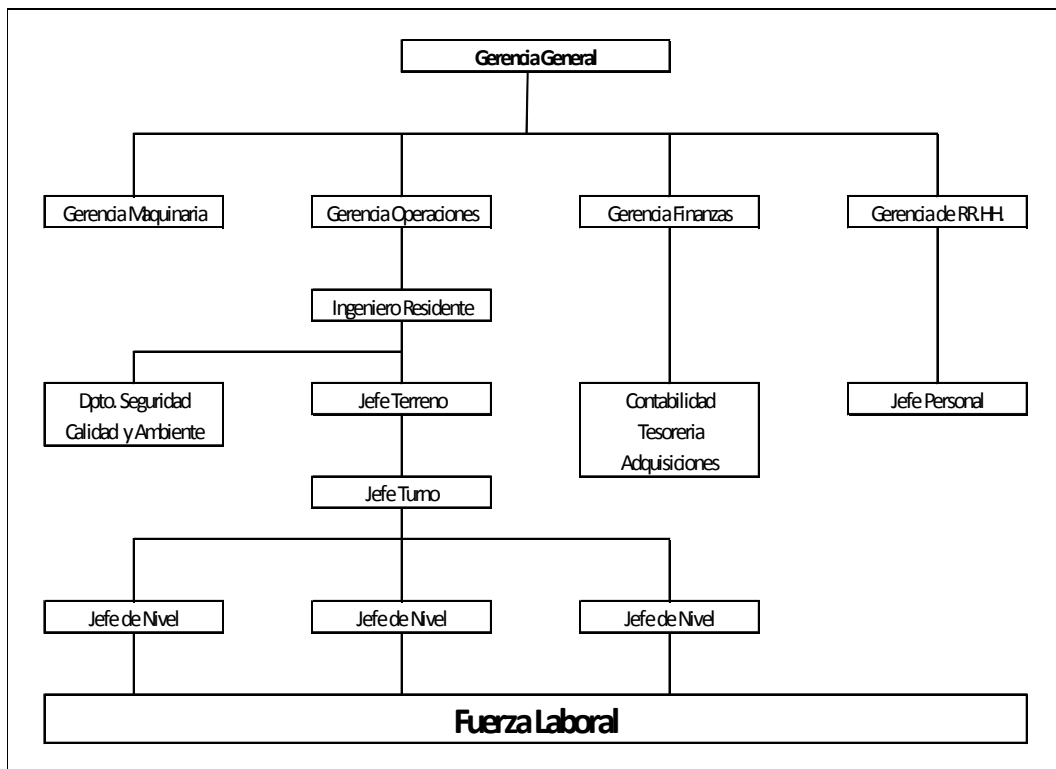 Gerencia General
Gerencia Maquinaria
Gerencia Operaciones
Gerencia Finanzas
Gerencia de RR.HH.
Ingeniero Residente
Dpto. Seguridad
Calidad y Ambiente
Jefe Terreno
Contabilidad
Tesoreria
Adquisiciones
Jefe Personal
Jefe Turno
Jefe de Nivel
Jefe de Nivel
Jefe de Nivel
Fuerza Laboral